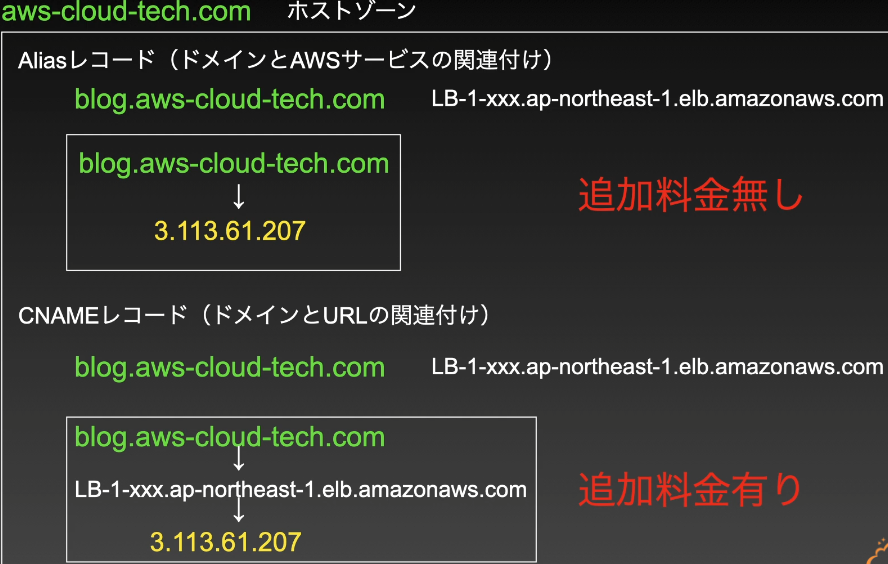 aws-cloud-tech.com ホストゾーン
Aliasレコード（ドメインとAWSサービスの関連付け）
blog.aws-cloud-tech.com LB-1-xxx.ap-northeast-1.elb.amazonaws.com
blog.aws-cloud-tech.com
↓
3.113.61.207
追加料金無し
CNAMEレコード（ドメインとURLの関連付け）
blog.aws-cloud-tech.com LB-1-xxx.ap-northeast-1.elb.amazonaws.com
blog.aws-cloud-tech.com
↓
LB-1-xxx.ap-northeast-1.elb.amazonaws.com
↓
3.113.61.207
追加料金有り